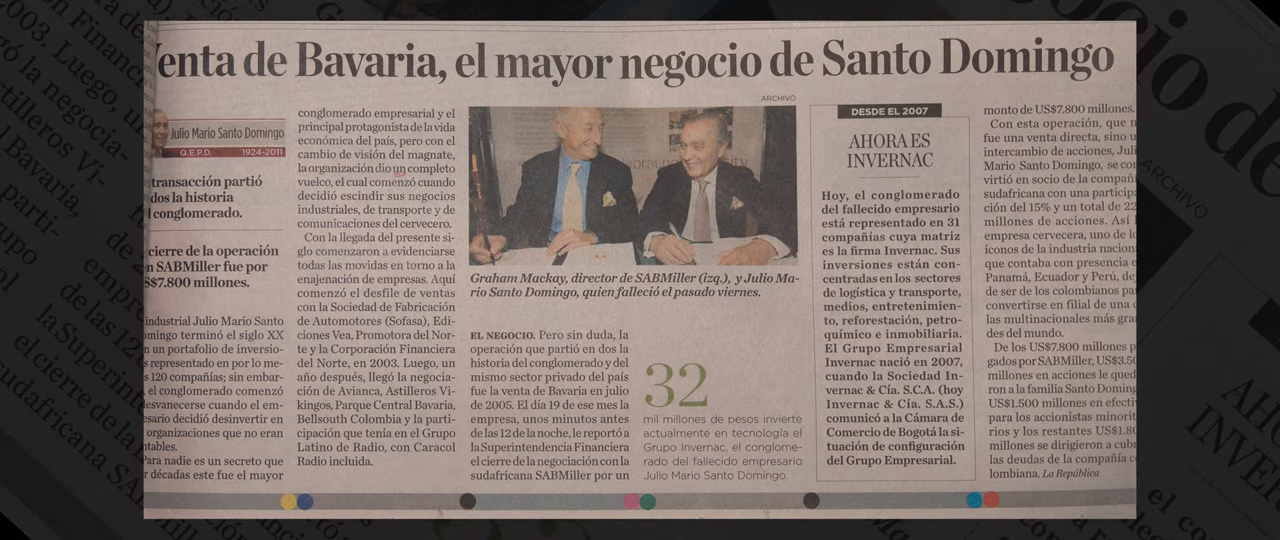 Venta de Bavaria, el mayor negocio de Santo Domingo
Julio Mario Santo Domingo
Q.E.P.D. 1924-2011
transacción partió
dos la historia
conglomerado.
cierre de la operación
n SABMiller fue por
S$7.800 millones.
industrial Julio Mario Santo
omingo terminó el siglo XX
n un portafolio de inversio-
s representado en por lo me-
s 120 compañías; sin embar-
, el conglomerado comenzó
esvanecerse cuando el em-
esario decidió desinvertir en
organizaciones que no eran
ntables.
Para nadie es un secreto que
r décadas este fue el mayor
conglomerado empresarial y el
principal protagonista de la vida
económica del país, pero con el
cambio de visión del magnate,
la organización dio un completo
vuelco, el cual comenzó cuando
decidió escindir sus negocios
industriales, de transporte y de
comunicaciones del cervecero.
Con la llegada del presente si-
glo comenzaron a evidenciarse
todas las movidas en torno a la
enajenación de empresas. Aquí
comenzó el desfile de ventas
con la Sociedad de Fabricación
de Automotores (Sofasa), Edi-
ciones Vea, Promotora del Nor-
te y la Corporación Financiera
del Norte, en 2003. Luego, un
año después, llegó la negocia-
ción de Avianca, Astilleros Vi-
kingos, Parque Central Bavaria,
Bellsouth Colombia y la parti-
cipación que tenía en el Grupo
Latino de Radio, con Caracol
Radio incluida.
ARCHIVO
Graham Mackay, director de SABMiller (izq.), y Julio Ma-
rio Santo Domingo, quien falleció el pasado viernes.
EL NEGOCIO. Pero sin duda, la
operación que partió en dos la
historia del conglomerado y del
mismo sector privado del país
fue la venta de Bavaria en julio
de 2005. El día 19 de ese mes la
empresa, unos minutos antes
de las 12 de la noche, le reportó a
la Superintendencia Financiera
el cierre de la negociación con la
sudafricana SABMiller por un
32
mil millones de pesos invierte
actualmente en tecnología el
Grupo Invernac, el conglome-
rado del fallecido empresario
Julio Mario Santo Domingo.
DESDE EL 2007
AHORA ES
INVERNAC
Hoy, el conglomerado
del fallecido empresario
está representado en 31
compañías cuya matriz
es la firma Invernac. Sus
inversiones están con-
centradas en los sectores
de logística y transporte,
medios, entretenimien-
to, reforestación, petro-
químico e inmobiliaria.
El Grupo Empresarial
Invernac nació en 2007,
cuando la Sociedad In-
vernac & Cía. S.C.A. (hoy
Invernac & Cía. S.A.S.)
comunicó a la Cámara de
Comercio de Bogotá la si-
tuación de configuración
del Grupo Empresarial.
monto de US$7.800 millones.
Con esta operación, que n
fue una venta directa, sino u
intercambio de acciones, Juli
Mario Santo Domingo, se con
virtió en socio de la compañí
sudafricana con una participa
ción del 15% y un total de 22
millones de acciones. Así l
empresa cervecera, uno de lo
íconos de la industria nacion
que contaba con presencia e
Panamá, Ecuador y Perú, dej
de ser de los colombianos pa
convertirse en filial de una d
las multinacionales más gran
des del mundo.
De los US$7.800 millones p
gados por SABMiller, US$3.50
millones en acciones le qued
ron a la familia Santo Doming
US$1.500 millones en efecti
para los accionistas minorit
rios y los restantes US$1.80
millones se dirigieron a cubr
las deudas de la compañía c
lombiana. La República